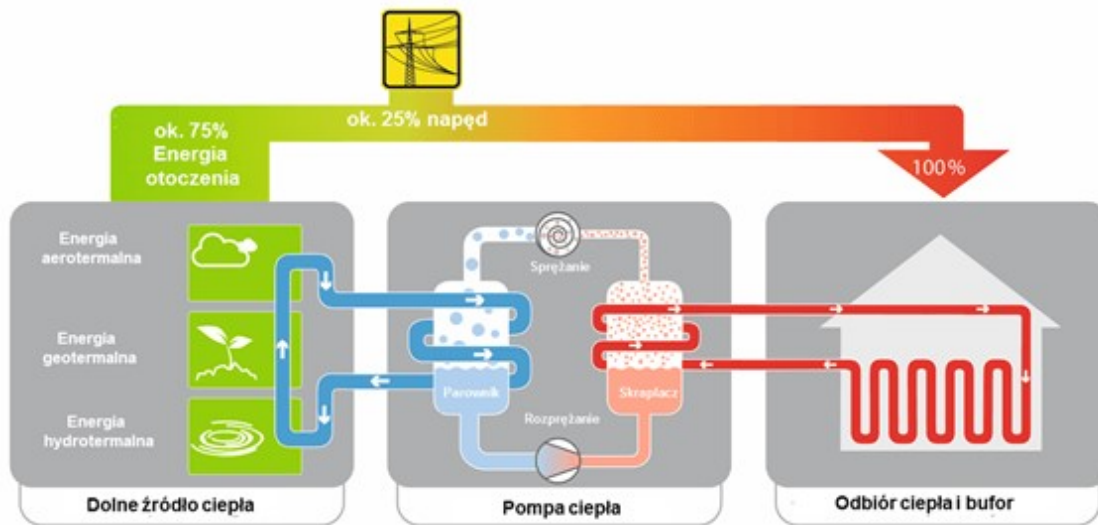 ok. 75%
Energia
otoczenia
ok. 25% napęd
100%
Energia
aerotermalna
Energia
geotermalna
Energia
hydrotermalna
Sprężanie
Parownik
Skraplacz
Rozprężanie
Dolne źródło ciepła
Pompa ciepła
Odbiór ciepła i bufor